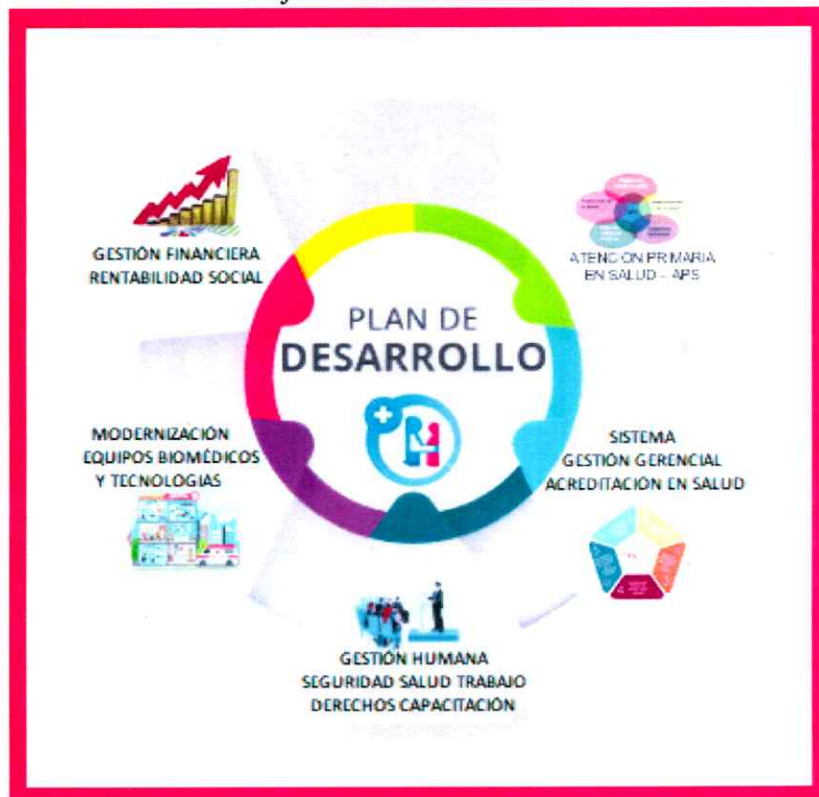 GESTIÓN FINANCIERA
RENTABILIDAD SOCIAL
ATENCIÓN PRIMARIA
EN SALUD – APS
PLAN DE
DESARROLLO
MODERNIZACIÓN
EQUIPOS BIOMÉDICOS
Y TECNOLOGIAS
SISTEMA
GESTIÓN GERENCIAL
ACREDITACIÓN EN SALUD
GESTIÓN HUMANA
SEGURIDAD SALUD TRABAJO
DERECHOS CAPACITACIÓN